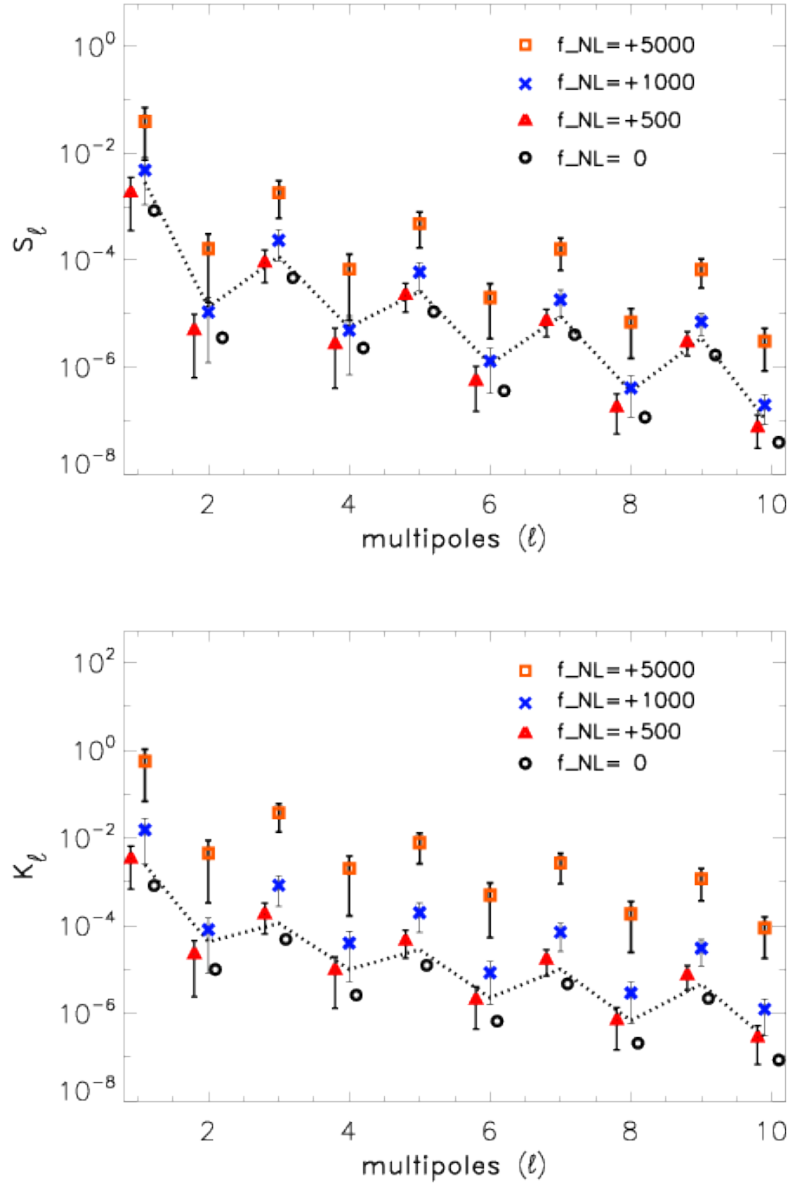 10^0
10^-2
10^-4
10^-6
10^-8
S_ℓ
f_NL=+5000
f_NL=+1000
f_NL=+500
f_NL= 0
2 4 6 8 10
multipoles (ℓ)
10^2
10^0
10^-2
10^-4
10^-6
10^-8
K_ℓ
f_NL=+5000
f_NL=+1000
f_NL=+500
f_NL= 0
2 4 6 8 10
multipoles (ℓ)